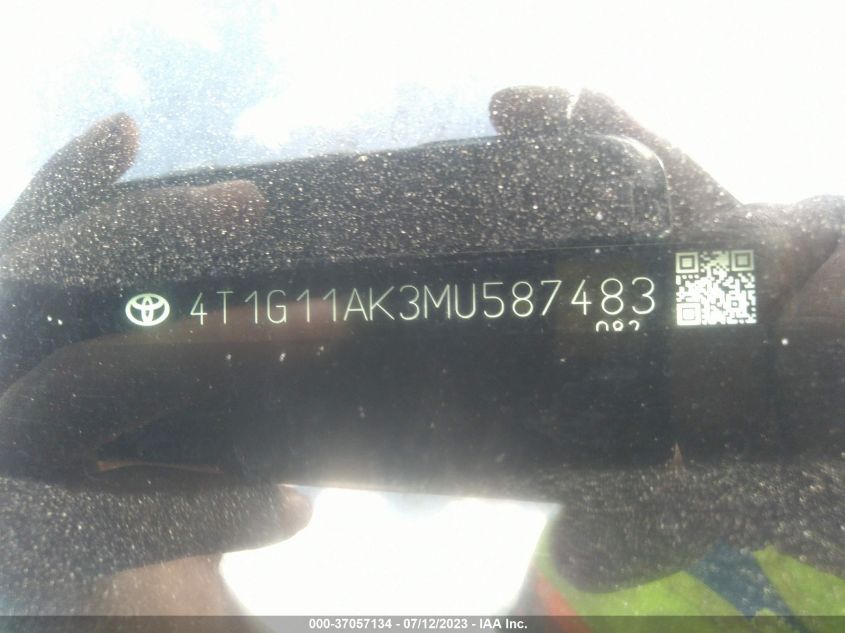 4T1G11AK3MU587483
000-37057134 - 07/12/2023 - IAA Inc.